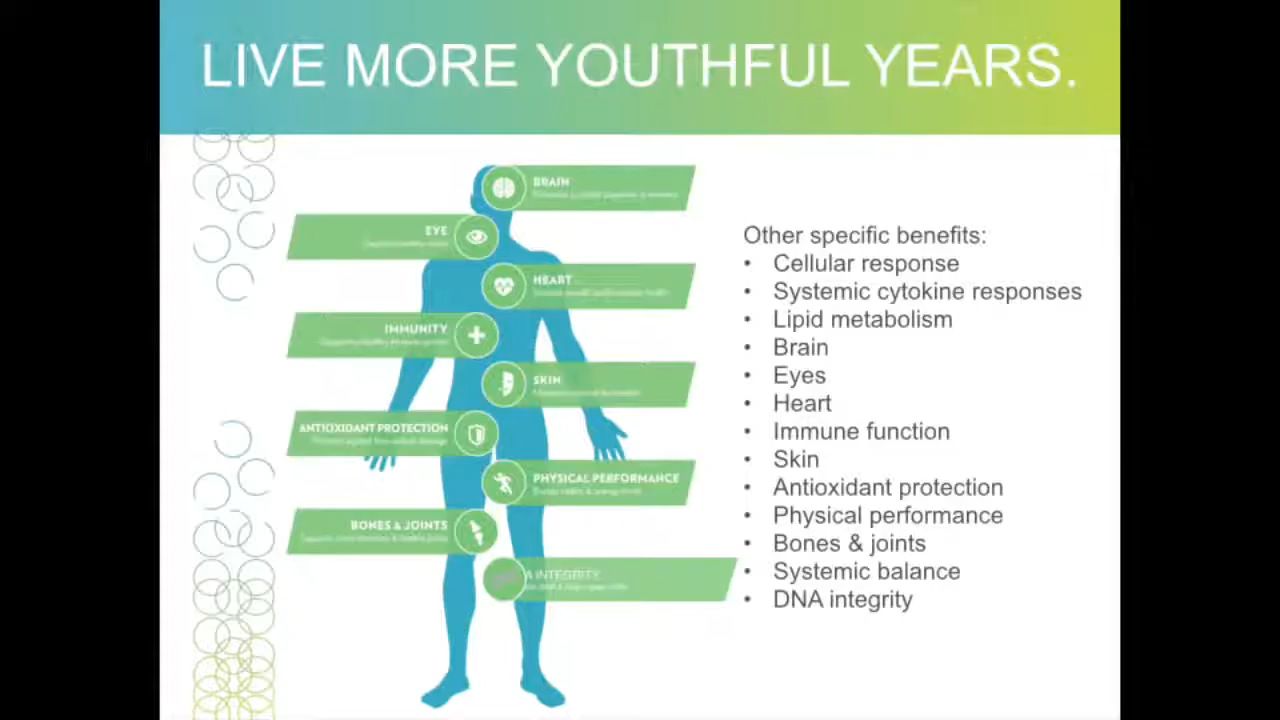 LIVE MORE YOUTHFUL YEARS.
BRAIN
EYE
HEART
IMMUNITY
SKIN
ANTIOXIDANT PROTECTION
PHYSICAL PERFORMANCE
BONES & JOINTS
A INTEGRITY
Other specific benefits:
• Cellular response
• Systemic cytokine responses
• Lipid metabolism
• Brain
• Eyes
• Heart
• Immune function
• Skin
• Antioxidant protection
• Physical performance
• Bones & joints
• Systemic balance
• DNA integrity